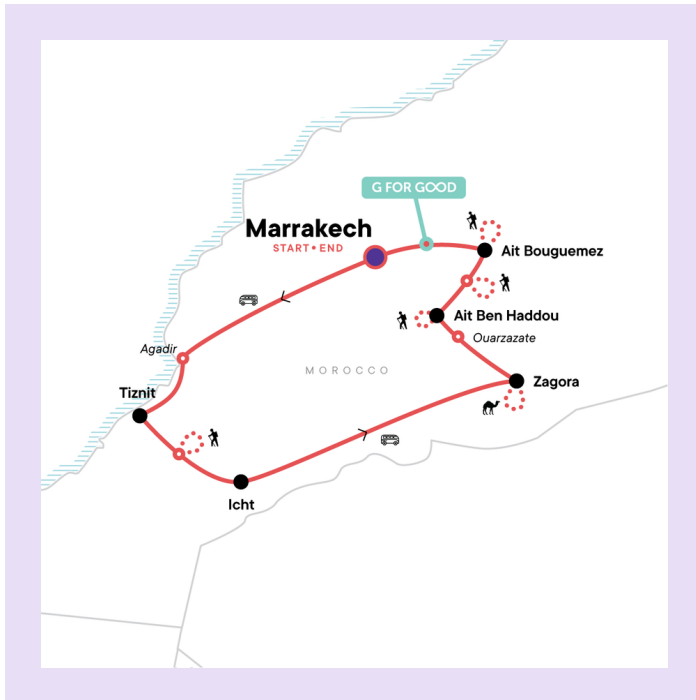 G FOR GOOD
Marrakech
START • END
Ait Bouguemez
Ait Ben Haddou
Ouarzazate
Agadir
MOROCCO
Zagora
Tiznit
Icht